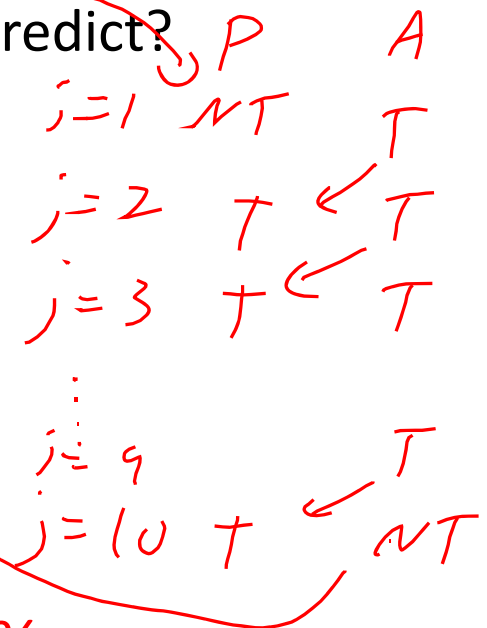 redict? P A
j=1 NT T
j=2 T T
j=3 T T
⋮
j=9 T
j=10 T NT
%